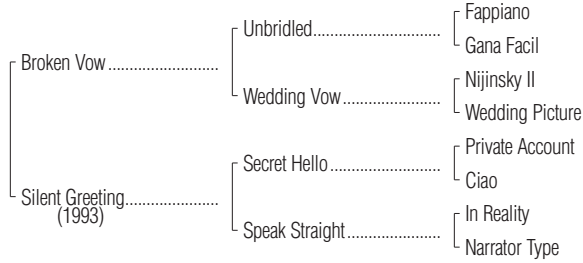 Fappiano
Unbridled
Gana Facil
Broken Vow
Nijinsky II
Wedding Vow
Wedding Picture
Private Account
Secret Hello
Ciao
Silent Greeting
(1993)
In Reality
Speak Straight
Narrator Type